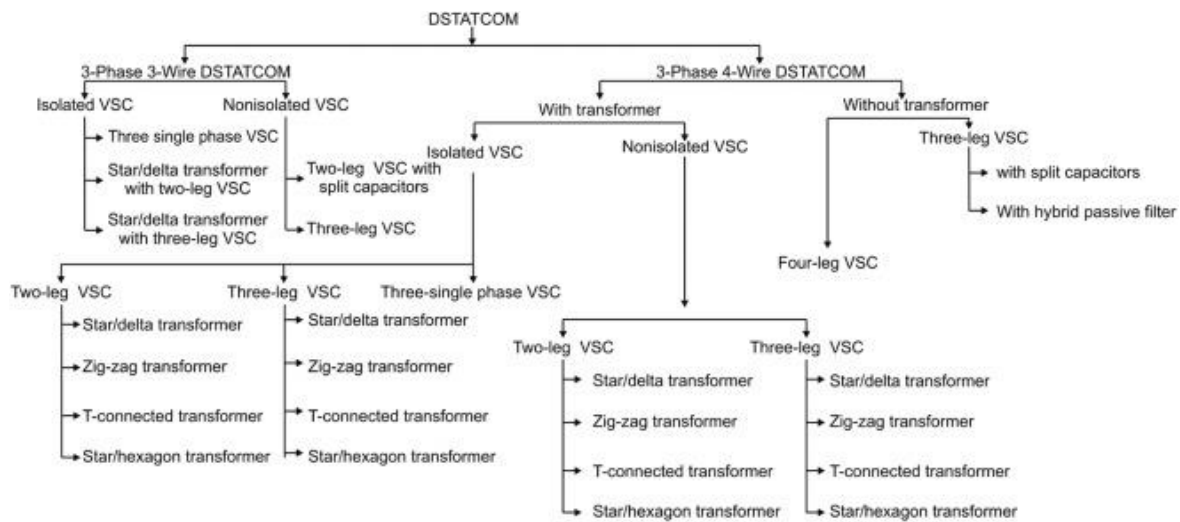 DSTATCOM
3-Phase 3-Wire DSTATCOM
3-Phase 4-Wire DSTATCOM
Isolated VSC
Nonisolated VSC
With transformer
Without transformer
Three single phase VSC
Star/delta transformer
with two-leg VSC
Star/delta transformer
with three-leg VSC
Two-leg VSC with
split capacitors
Three-leg VSC
Isolated VSC
Nonisolated VSC
Three-leg VSC
with split capacitors
With hybrid passive filter
Four-leg VSC
Two-leg VSC
Three-leg VSC
Three-single phase VSC
Star/delta transformer
Zig-zag transformer
T-connected transformer
Star/hexagon transformer
Star/delta transformer
Zig-zag transformer
T-connected transformer
Star/hexagon transformer
Two-leg VSC
Three-leg VSC
Star/delta transformer
Zig-zag transformer
T-connected transformer
Star/hexagon transformer
Star/delta transformer
Zig-zag transformer
T-connected transformer
Star/hexagon transformer